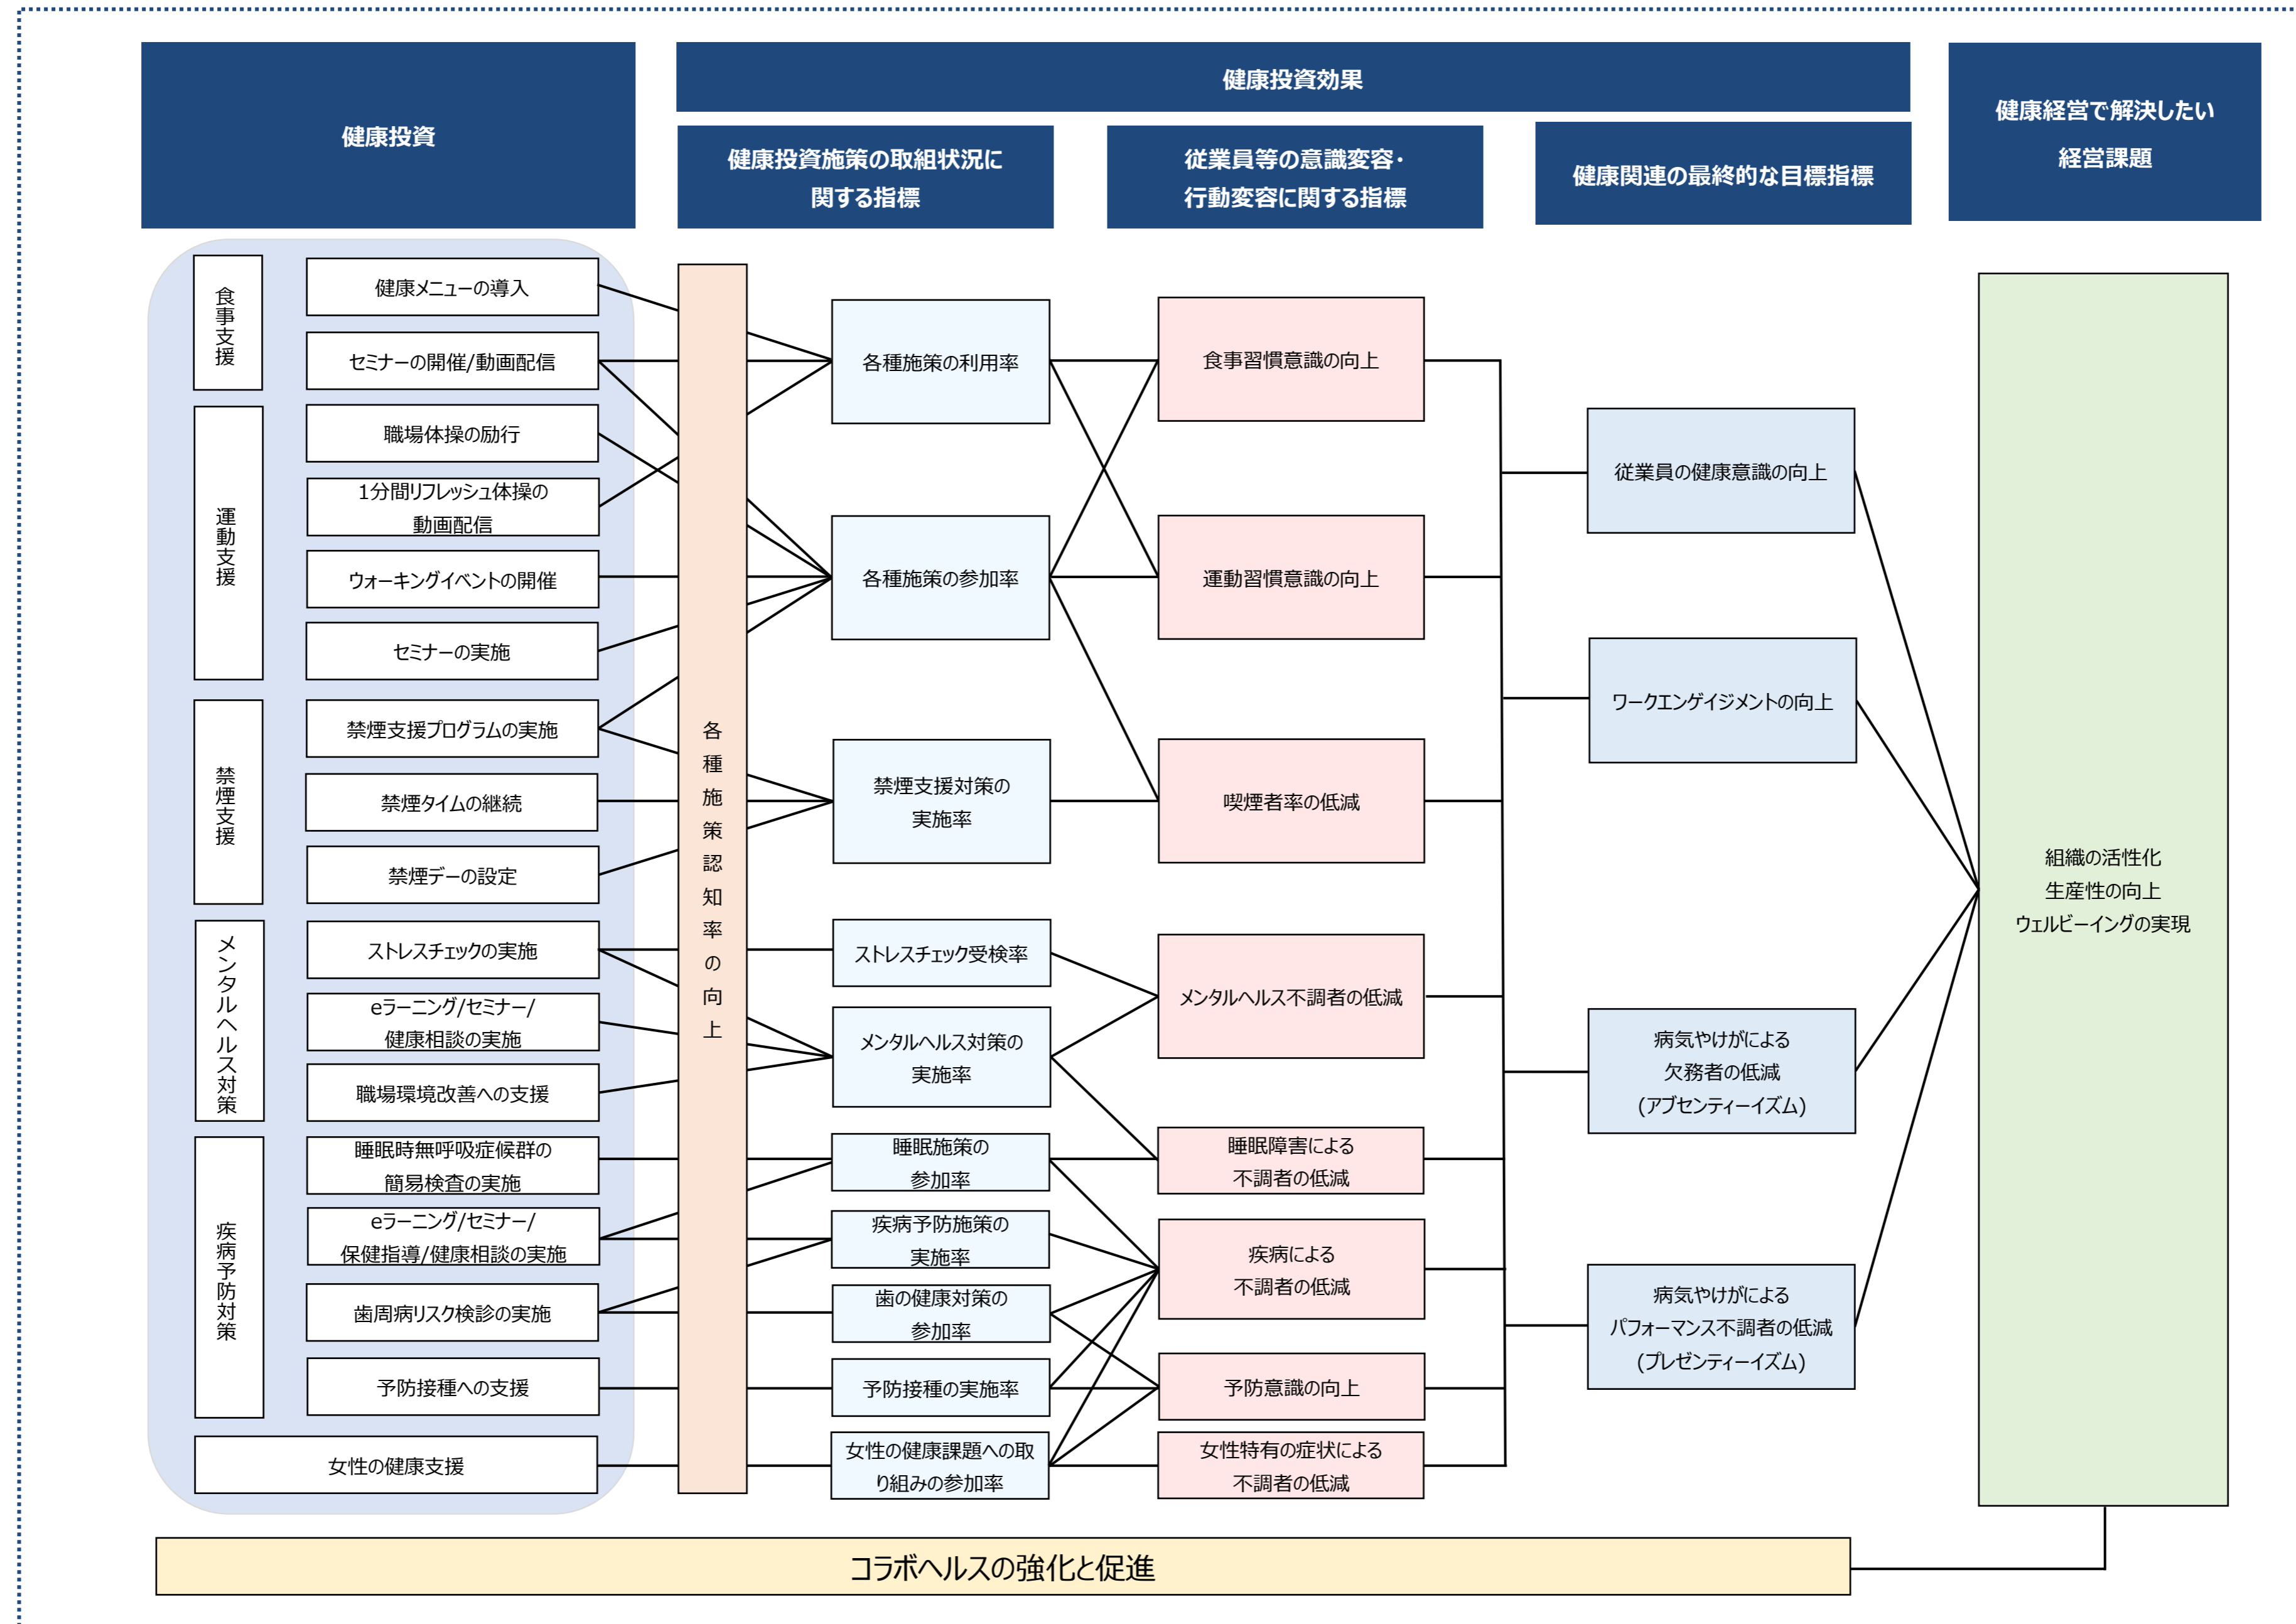 健康投資
健康投資効果
健康経営で解決したい
経営課題
健康投資施策の取組状況に
関する指標
従業員等の意識変容・
行動変容に関する指標
健康関連の最終的な目標指標
食事支援
健康メニューの導入
セミナーの開催/動画配信
運動支援
職場体操の励行
1分間リフレッシュ体操の
動画配信
ウォーキングイベントの開催
セミナーの実施
禁煙支援
禁煙支援プログラムの実施
禁煙タイムの継続
禁煙デーの設定
メンタルヘルス対策
ストレスチェックの実施
eラーニング/セミナー/
健康相談の実施
職場環境改善への支援
疾病予防対策
睡眠時無呼吸症候群の
簡易検査の実施
eラーニング/セミナー/
保健指導/健康相談の実施
歯周病リスク検診の実施
予防接種への支援
女性の健康支援
各種施策認知率の向上
各種施策の利用率
各種施策の参加率
禁煙支援対策の
実施率
ストレスチェック受検率
メンタルヘルス対策の
実施率
睡眠施策の
参加率
疾病予防施策の
実施率
歯の健康対策の
参加率
予防接種の実施率
女性の健康課題への取
り組みの参加率
食事習慣意識の向上
運動習慣意識の向上
喫煙者率の低減
メンタルヘルス不調者の低減
睡眠障害による
不調者の低減
疾病による
不調者の低減
予防意識の向上
女性特有の症状による
不調者の低減
従業員の健康意識の向上
ワークエンゲイジメントの向上
病気やけがによる
欠務者の低減
(アブセンティーイズム)
病気やけがによる
パフォーマンス不調者の低減
(プレゼンティーイズム)
組織の活性化
生産性の向上
ウェルビーイングの実現
コラボヘルスの強化と促進